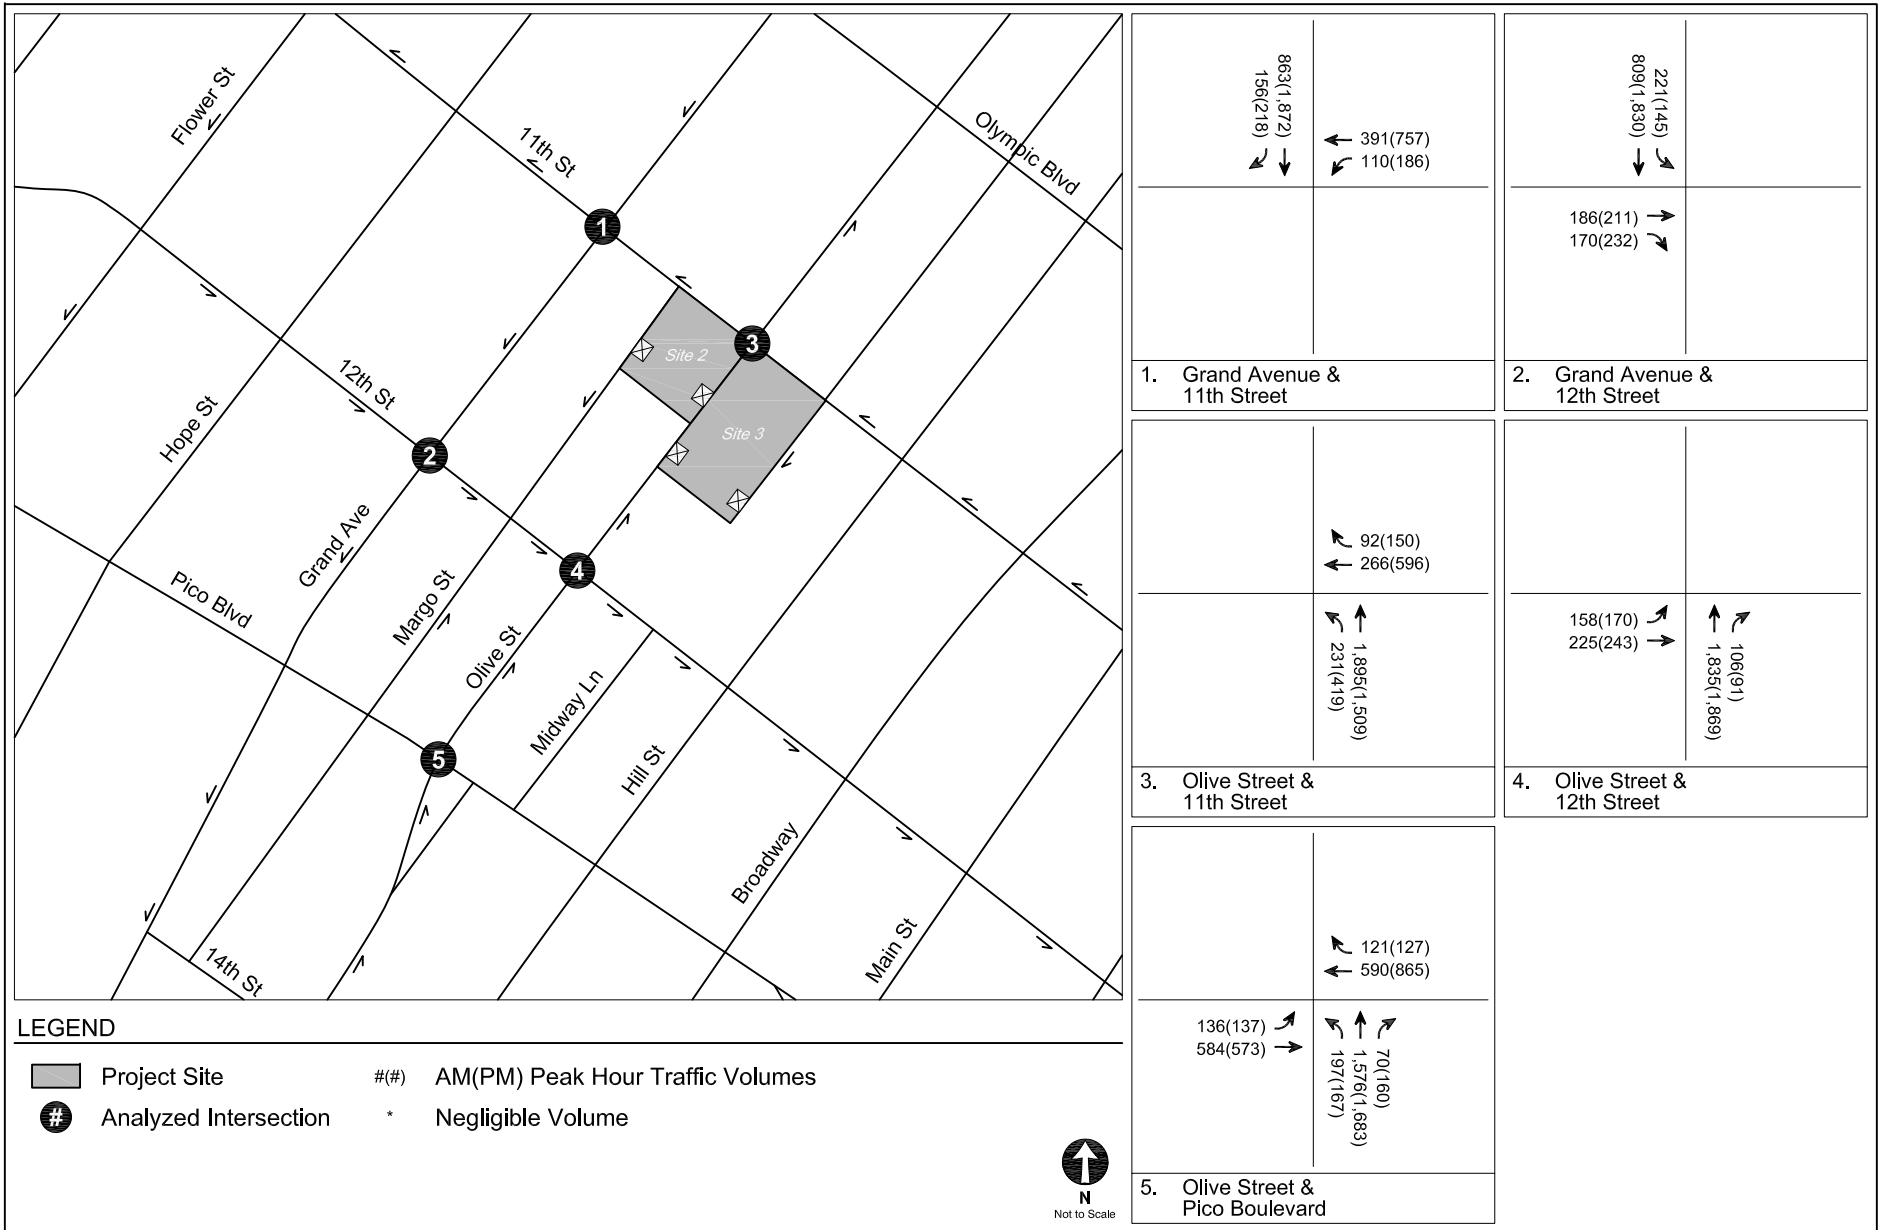 Flower St
11th St
Olympic Blvd
1
3
Site 2
Site 3
12th St
Hope St
2
Grand Ave
4
Pico Blvd
Margo St
Olive St
Midway Ln
5
Hill St
Broadway
Main St
14th St
863(1,872)
156(218)
391(757)
110(186)
1. Grand Avenue &
11th Street
221(145)
809(1,830)
186(211)
170(232)
2. Grand Avenue &
12th Street
92(150)
266(596)
1,895(1,509)
231(419)
3. Olive Street &
11th Street
158(170)
225(243)
106(91)
1,835(1,869)
4. Olive Street &
12th Street
121(127)
590(865)
136(137)
584(573)
70(160)
1,576(1,683)
197(167)
5. Olive Street &
Pico Boulevard
LEGEND
Project Site
#(#) AM(PM) Peak Hour Traffic Volumes
# Analyzed Intersection
* Negligible Volume
N
Not to Scale